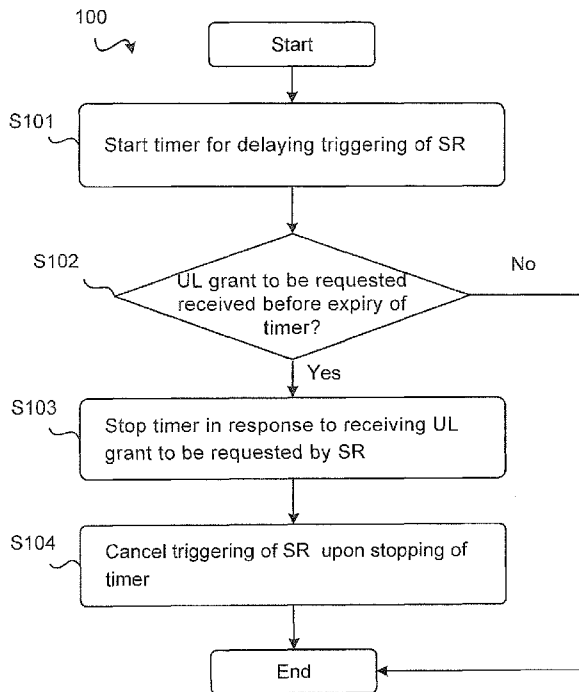 100
Start
S101
Start timer for delaying triggering of SR
S102
UL grant to be requested
received before expiry of
timer?
No
Yes
S103
Stop timer in response to receiving UL
grant to be requested by SR
S104
Cancel triggering of SR upon stopping of
timer
End